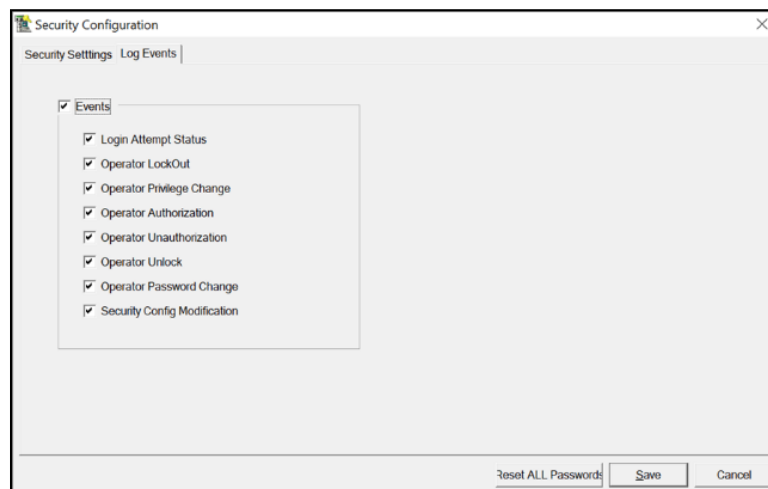 Security Configuration
Security Setttings Log Events
Events
Login Attempt Status
Operator LockOut
Operator Privilege Change
Operator Authorization
Operator Unauthorization
Operator Unlock
Operator Password Change
Security Config Modification
Reset ALL Passwords Save Cancel